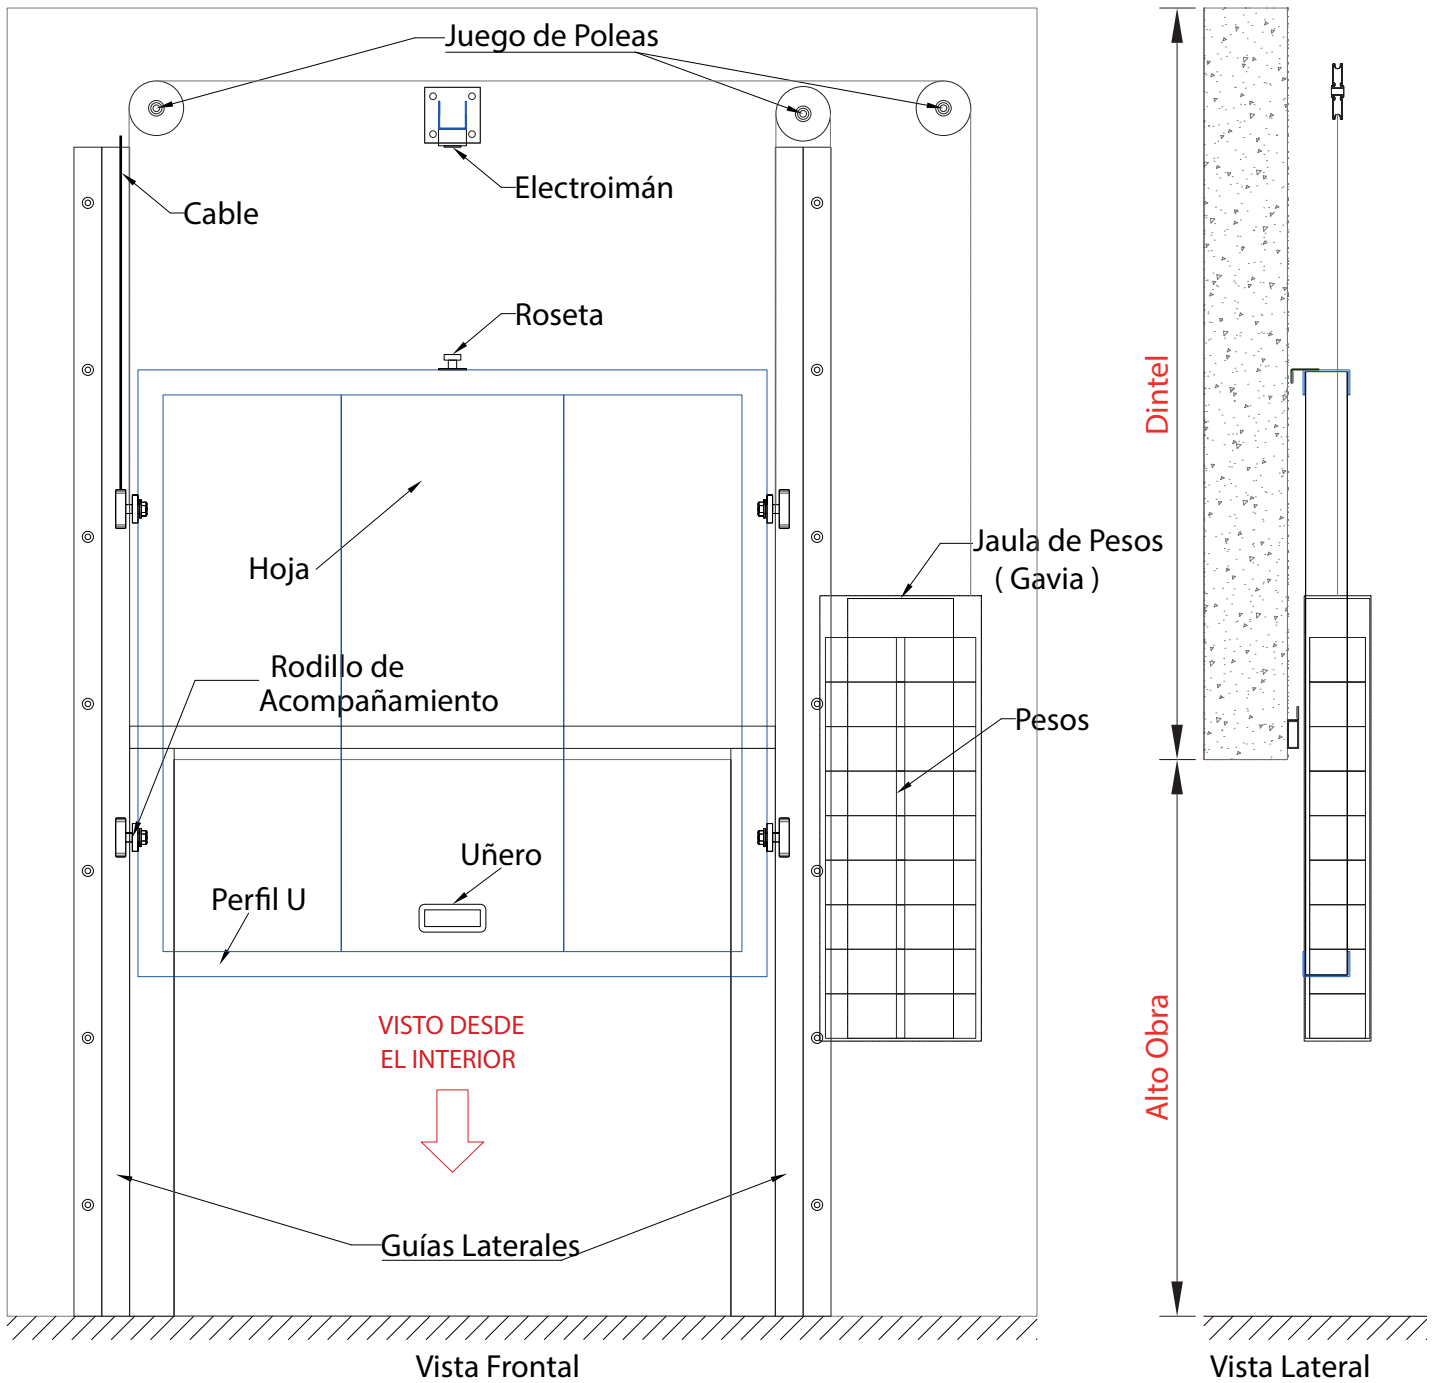 Juego de Poleas
Electroimán
Cable
Roseta
Dintel
Hoja
Jaula de Pesos
( Gavia )
Rodillo de
Acompañamiento
Pesos
Uñero
Perfil U
VISTO DESDE
EL INTERIOR
Alto Obra
Guías Laterales
Vista Frontal
Vista Lateral